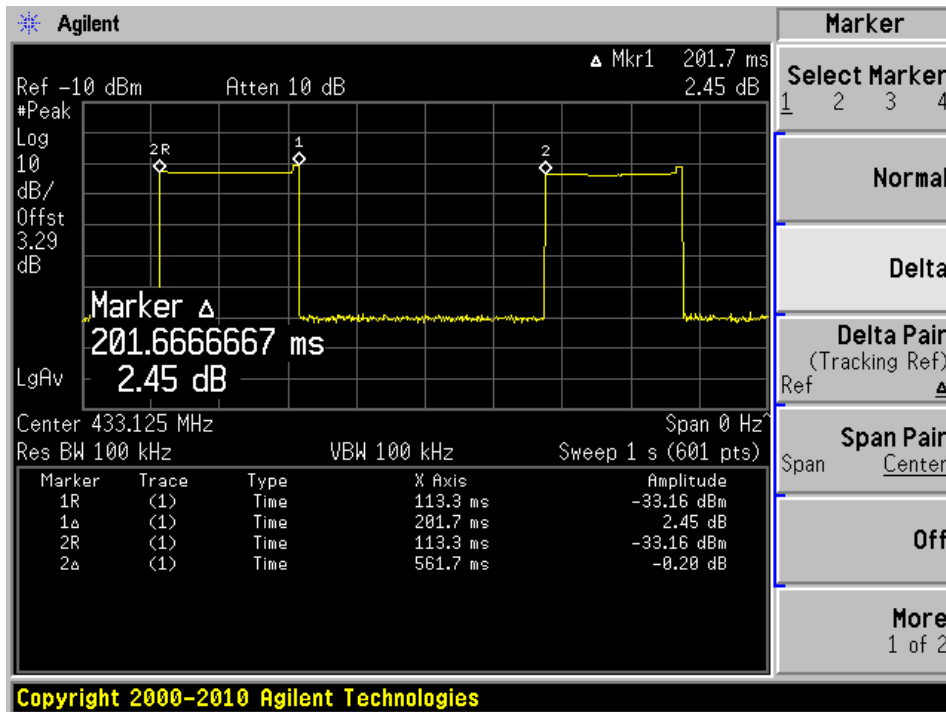 Agilent
Marker
△ Mkr1 201.7 ms
Ref -10 dBm Atten 10 dB 2.45 dB
#Peak
Log
10
dB/
Offst
3.29
dB
2R
1
2
Marker △
201.6666667 ms
2.45 dB
LgAv
Center 433.125 MHz Span 0 Hz^
Res BW 100 kHz VBW 100 kHz Sweep 1 s (601 pts)
Marker Trace Type X Axis Amplitude
1R (1) Time 113.3 ms -33.16 dBm
1△ (1) Time 201.7 ms 2.45 dB
2R (1) Time 113.3 ms -33.16 dBm
2△ (1) Time 561.7 ms -0.20 dB
Select Marker
1 2 3 4
Normal
Delta
Delta Pair
(Tracking Ref)
Ref △
Span Pair
Span Center
Off
More
1 of 2
Copyright 2000-2010 Agilent Technologies